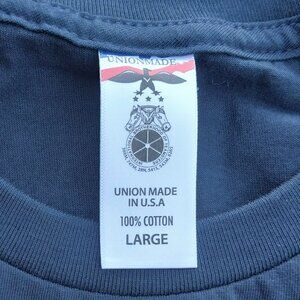 UNIONMADE
UNION MADE
IN U.S.A
100% COTTON
LARGE